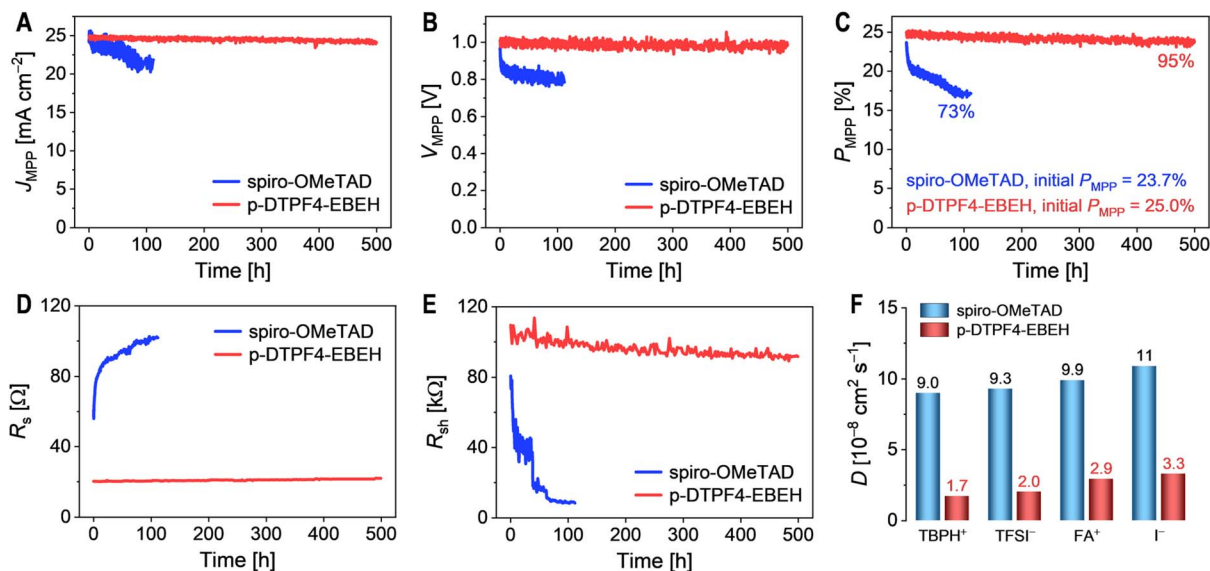 A
J_MPP [mA cm⁻²]
25
20
15
10
5
0
spiro-OMeTAD
p-DTPF4-EBEH
0 100 200 300 400 500
Time [h]
B
V_MPP [V]
1.0
0.8
0.6
0.4
0.2
0.0
spiro-OMeTAD
p-DTPF4-EBEH
0 100 200 300 400 500
Time [h]
C
P_MPP [%]
25
20
15
10
5
0
95%
73%
spiro-OMeTAD, initial P_MPP = 23.7%
p-DTPF4-EBEH, initial P_MPP = 25.0%
0 100 200 300 400 500
Time [h]
D
R_s [Ω]
120
80
40
0
spiro-OMeTAD
p-DTPF4-EBEH
0 100 200 300 400 500
Time [h]
E
R_sh [kΩ]
120
80
40
0
spiro-OMeTAD
p-DTPF4-EBEH
0 100 200 300 400 500
Time [h]
F
D [10⁻⁸ cm² s⁻¹]
15
10
5
0
spiro-OMeTAD
p-DTPF4-EBEH
9.0 9.3 9.9 11
1.7 2.0 2.9 3.3
TBPH⁺ TFSI⁻ FA⁺ I⁻